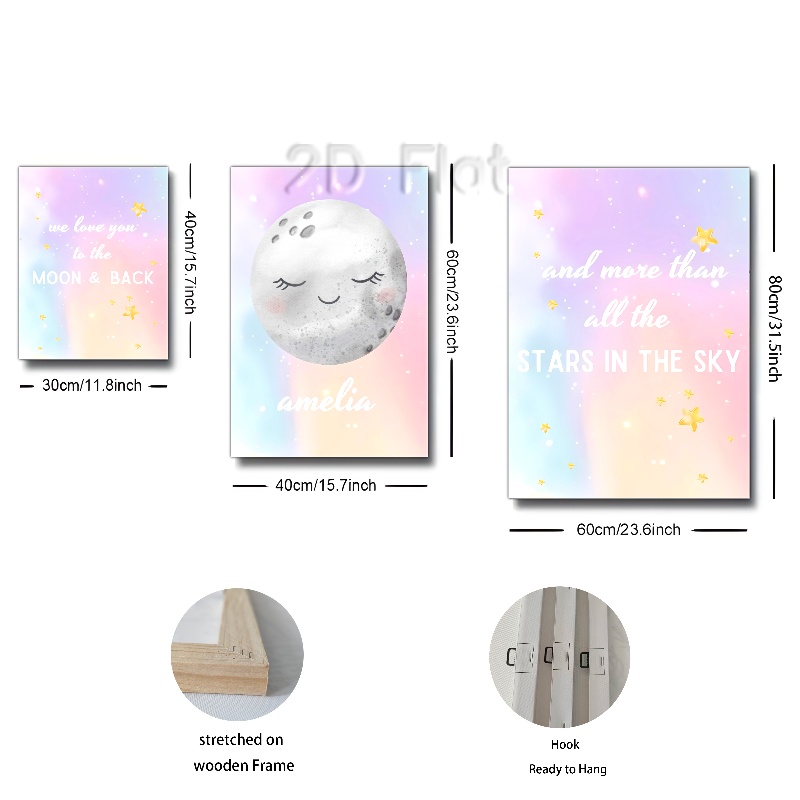 2D Flat
we love you
to the
MOON & BACK
40cm/15.7inch
30cm/11.8inch
amelia
60cm/23.6inch
40cm/15.7inch
and more than
all the
STARS IN THE SKY
80cm/31.5inch
60cm/23.6inch
stretched on
wooden Frame
Hook
Ready to Hang